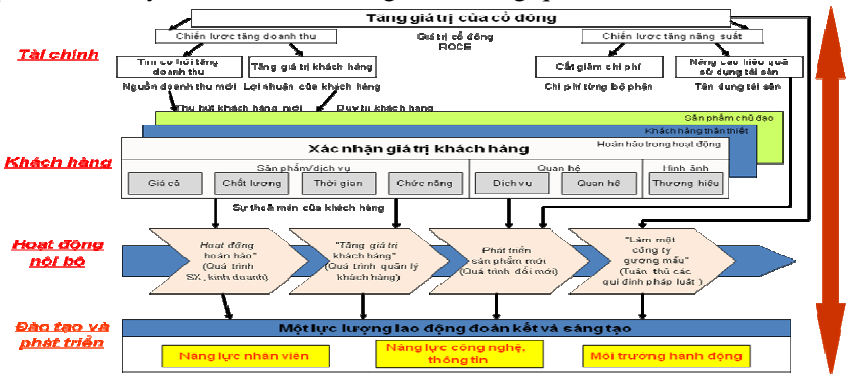 Tăng giá trị của cổ đông
Chiến lược tăng doanh thu
Giá trị cổ đông
ROCE
Chiến lược tăng năng suất
Tài chính
Tìm cơ hội tăng
doanh thu
Tăng giá trị khách hàng
Cắt giảm chi phí
Nâng cao hiệu quả
sử dụng tài sản
Nguồn doanh thu mới
Lợi nhuận của khách hàng
Chi phí từng bộ phận
Tận dụng tài sản
Thu hút khách hàng mới
Duy trì khách hàng
Sản phẩm chủ đạo
Khách hàng thân thiết
Hoàn hảo trong hoạt động
Xác nhận giá trị khách hàng
Khách hàng
Sản phẩm/dịch vụ
Quan hệ
Hình ảnh
Giá cả
Chất lượng
Thời gian
Chức năng
Dịch vụ
Quan hệ
Thương hiệu
Sự thoả mãn của khách hàng
Hoạt động
nội bộ
Hoạt động
hoàn hảo"
(Quá trình
SX, kinh doanh)
"Tăng giá trị
khách hàng"
(Quá trình quản lý
khách hàng)
Phát triển
sản phẩm mới
(Quá trình đổi mới)
"Làm một
công ty
gương mẫu"
(Tuân thủ các
qui định pháp luật )
Đào tạo và
phát triển
Một lực lượng lao động đoàn kết và sáng tạo
Năng lực nhân viên
Năng lực công nghệ,
thông tin
Môi trường hành động